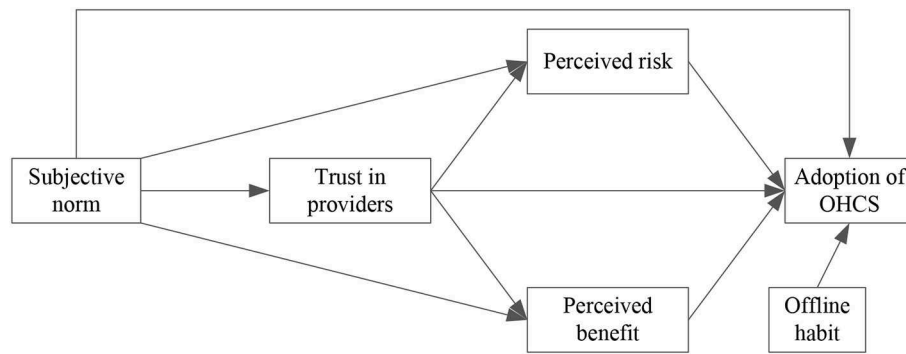 Perceived risk
Subjective
norm
Trust in
providers
Adoption of
OHCS
Perceived
benefit
Offline
habit